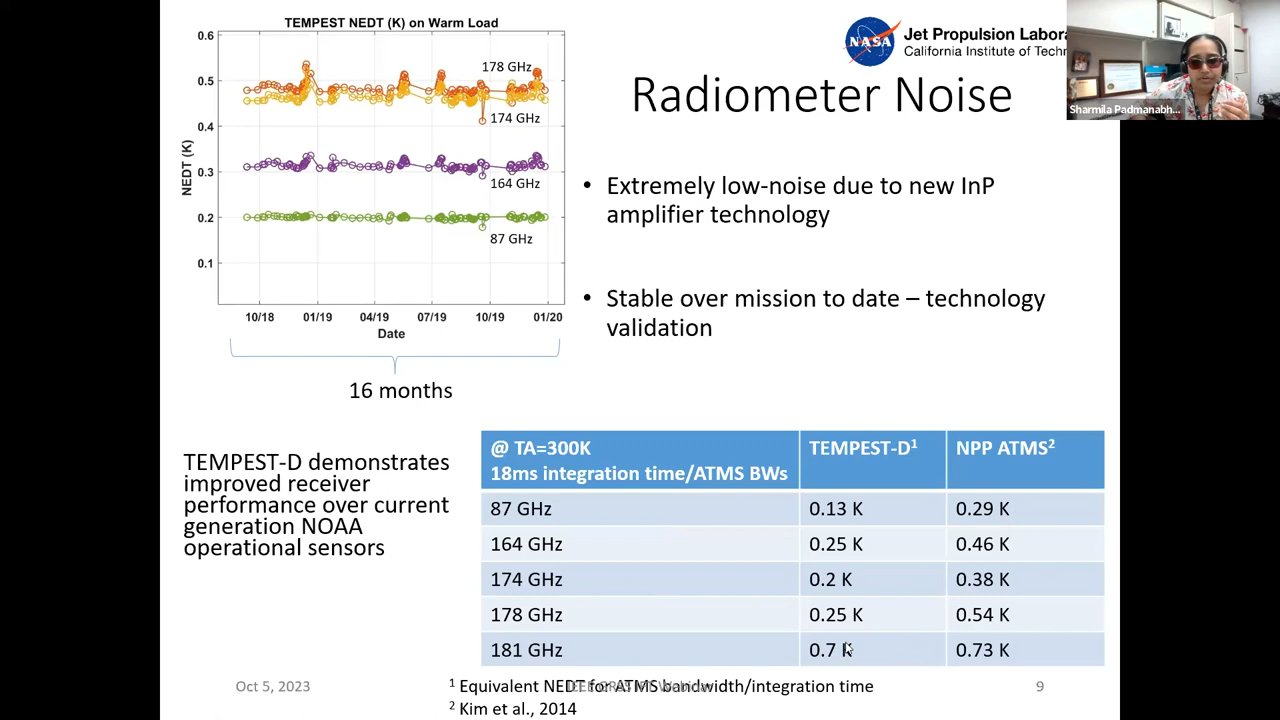 TEMPEST NEDT (K) on Warm Load
0.6
0.5
0.4
0.3
0.2
0.1
NEDT (K)
178 GHz
174 GHz
164 GHz
87 GHz
10/18 01/19 04/19 07/19 10/19 01/20
Date
16 months
NASA
Jet Propulsion
California Institute of
Sharmila Padmanabh...
Radiometer Noise
• Extremely low-noise due to new InP
amplifier technology
• Stable over mission to date – technology
validation
TEMPEST-D demonstrates
improved receiver
performance over current
generation NOAA
operational sensors
@ TA=300K
18ms integration time/ATMS BWs
TEMPEST-D1
NPP ATMS2
87 GHz 0.13 K 0.29 K
164 GHz 0.25 K 0.46 K
174 GHz 0.2 K 0.38 K
178 GHz 0.25 K 0.54 K
181 GHz 0.7 K 0.73 K
1 Equivalent NEDT for ATMS bandwidth/integration time
2 Kim et al., 2014
Oct 5, 2023
9